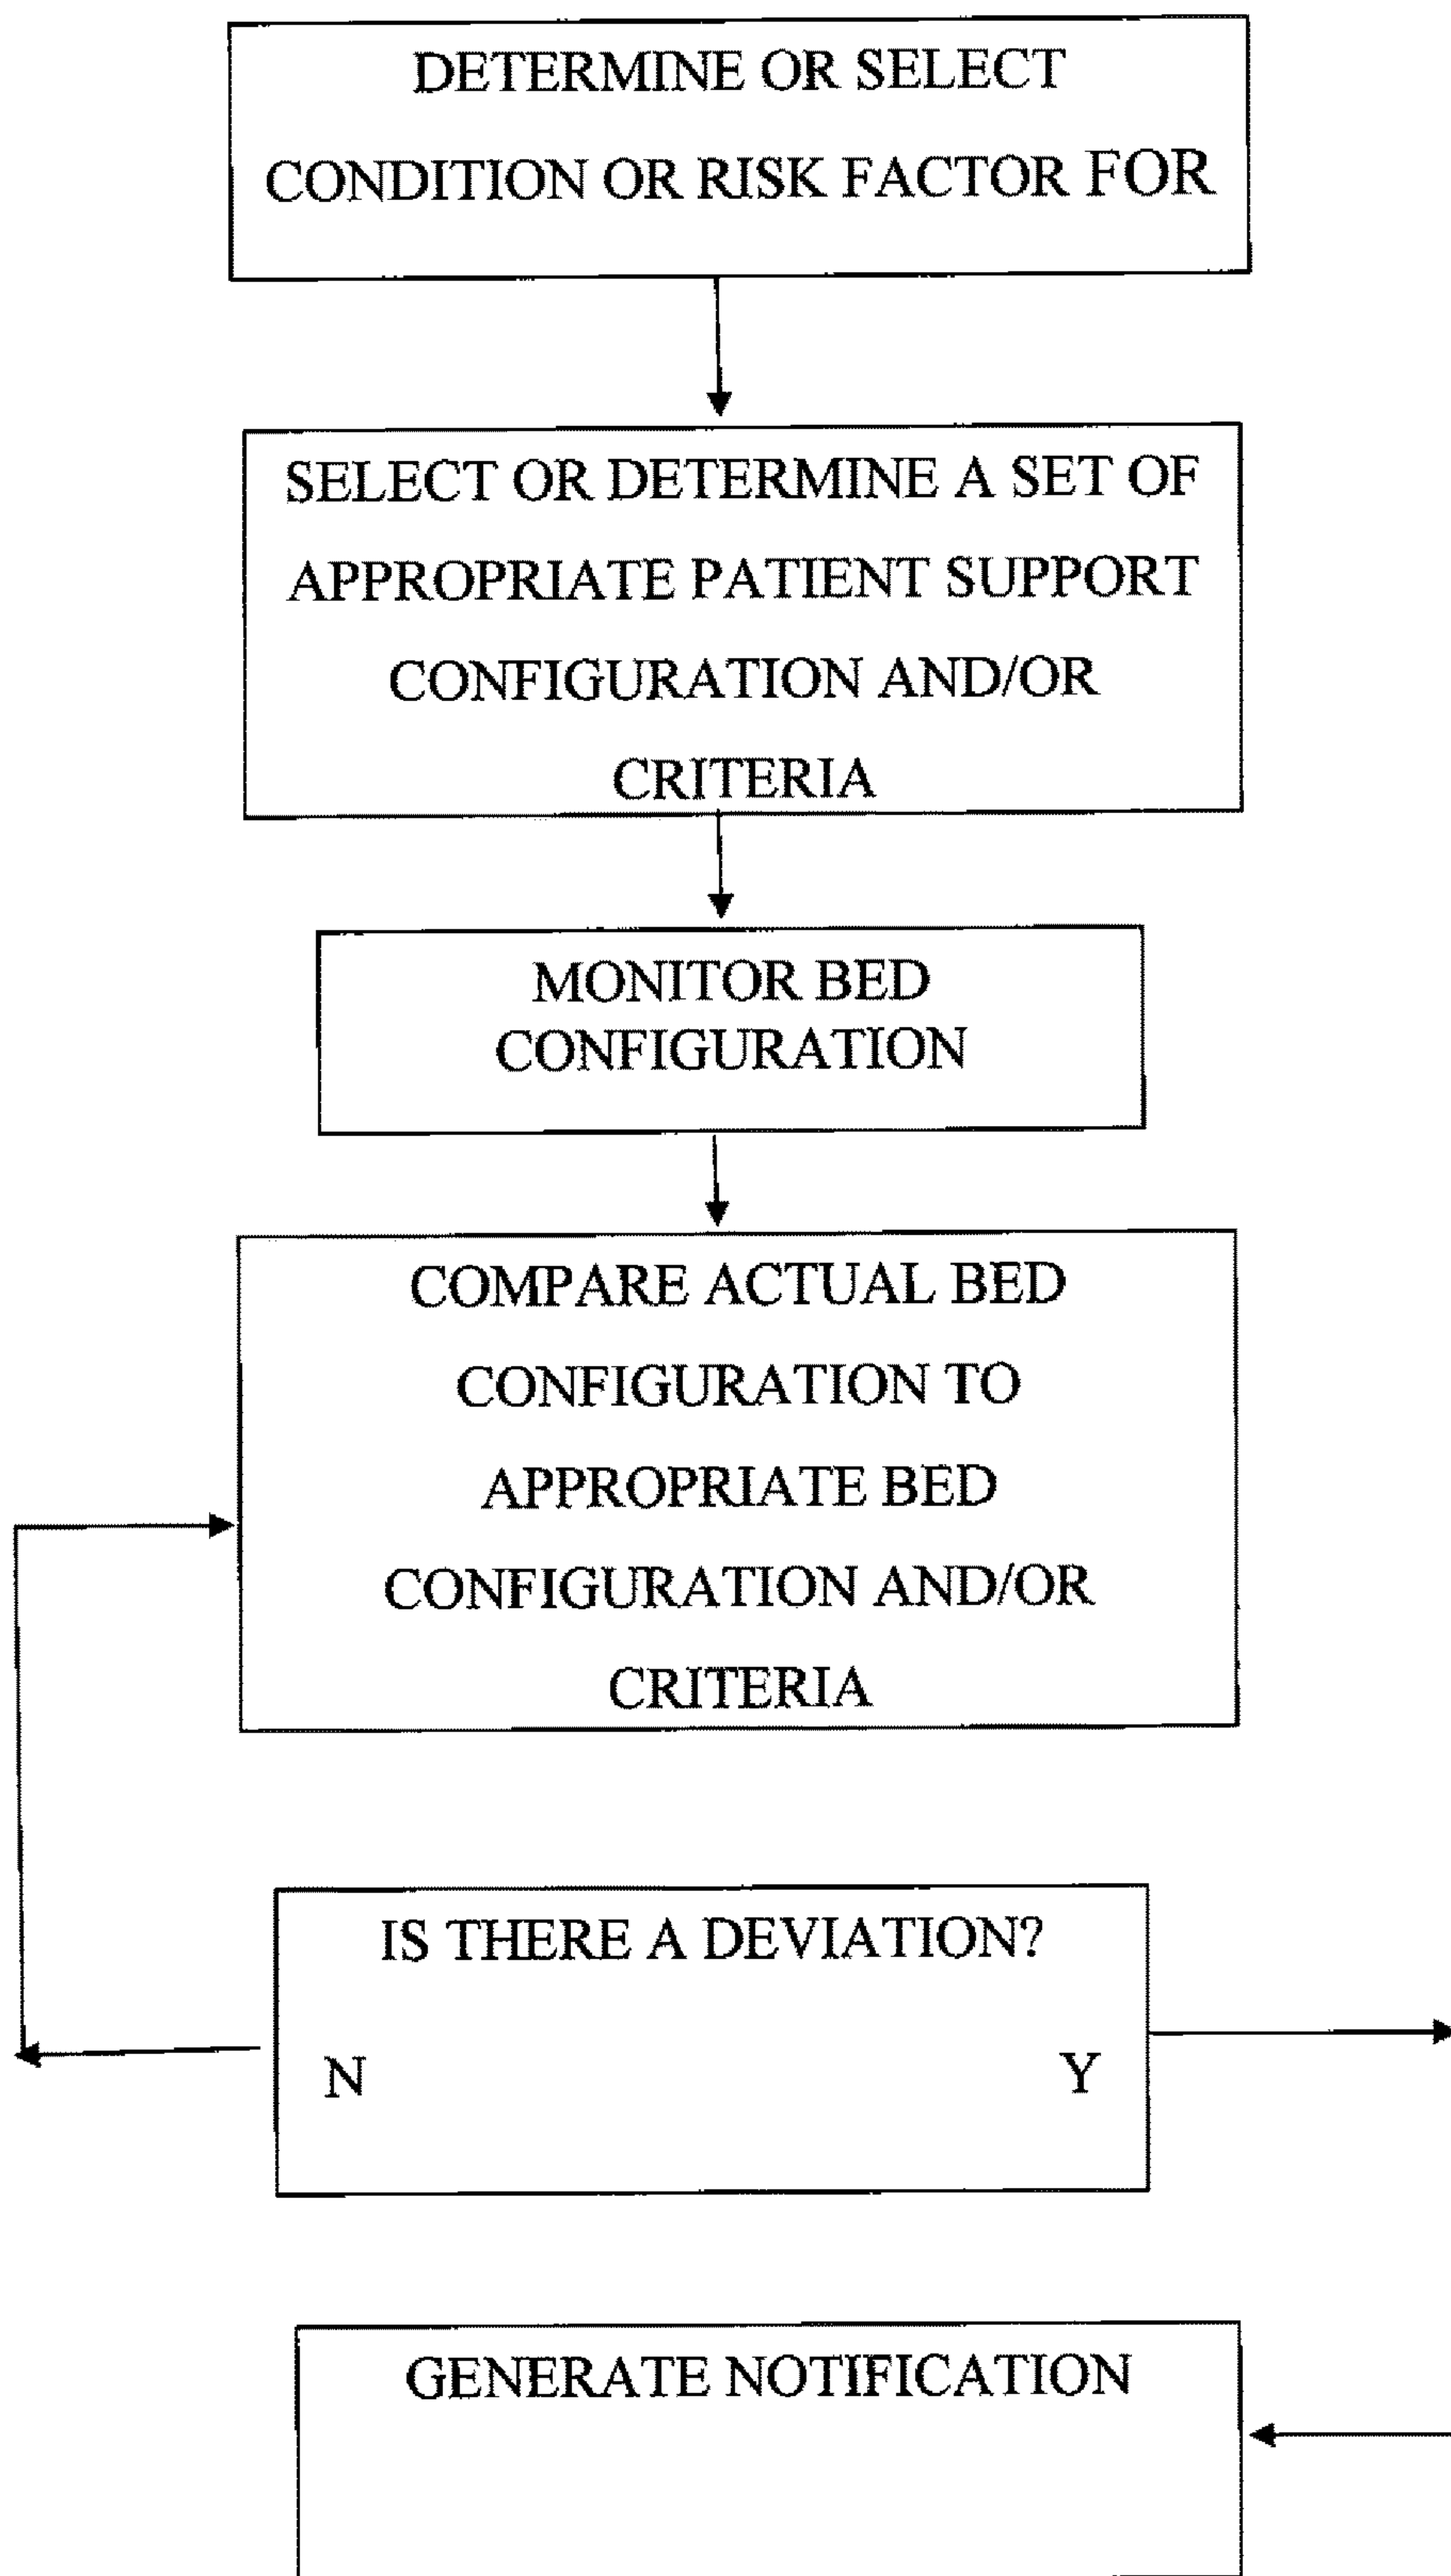 DETERMINE OR SELECT
CONDITION OR RISK FACTOR FOR
SELECT OR DETERMINE A SET OF
APPROPRIATE PATIENT SUPPORT
CONFIGURATION AND/OR
CRITERIA
MONITOR BED
CONFIGURATION
COMPARE ACTUAL BED
CONFIGURATION TO
APPROPRIATE BED
CONFIGURATION AND/OR
CRITERIA
IS THERE A DEVIATION?
N Y
GENERATE NOTIFICATION